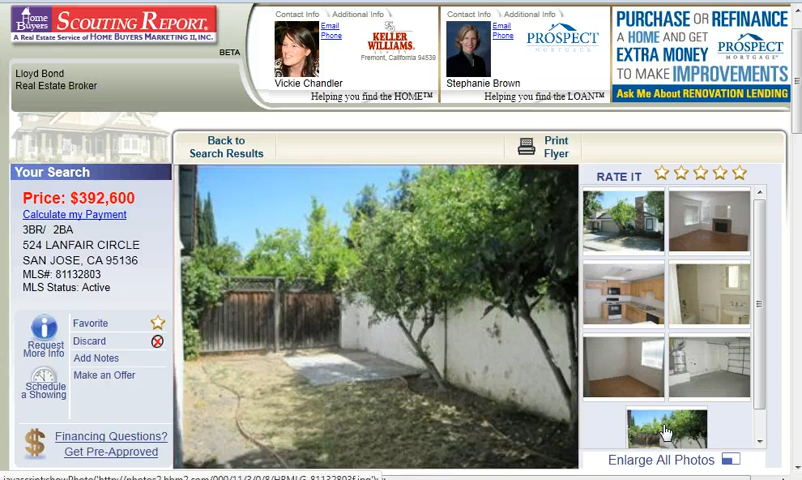 Home Buyers
SCOUTING REPORT®
A Real Estate Service of HOME BUYERS MARKETING II, INC.
BETA
Lloyd Bond
Real Estate Broker
Contact Info
Additional Info
Email
Phone
KELLER WILLIAMS.
Fremont, California 94539
Vickie Chandler
Helping you find the HOME™
Contact Info
Additional Info
Email
Phone
PROSPECT
MORTGAGE
Stephanie Brown
Helping you find the LOAN™
PURCHASE OR REFINANCE
A HOME AND GET
EXTRA MONEY
TO MAKE IMPROVEMENTS
PROSPECT
MORTGAGE
Ask Me About RENOVATION LENDING
Back to
Search Results
Print
Flyer
Your Search
Price: $392,600
Calculate my Payment
3BR/ 2BA
524 LANFAIR CIRCLE
SAN JOSE, CA 95136
MLS#: 81132803
MLS Status: Active
Request
More Info
Schedule
a Showing
Favorite
Discard
Add Notes
Make an Offer
Financing Questions?
Get Pre-Approved
RATE IT
Enlarge All Photos